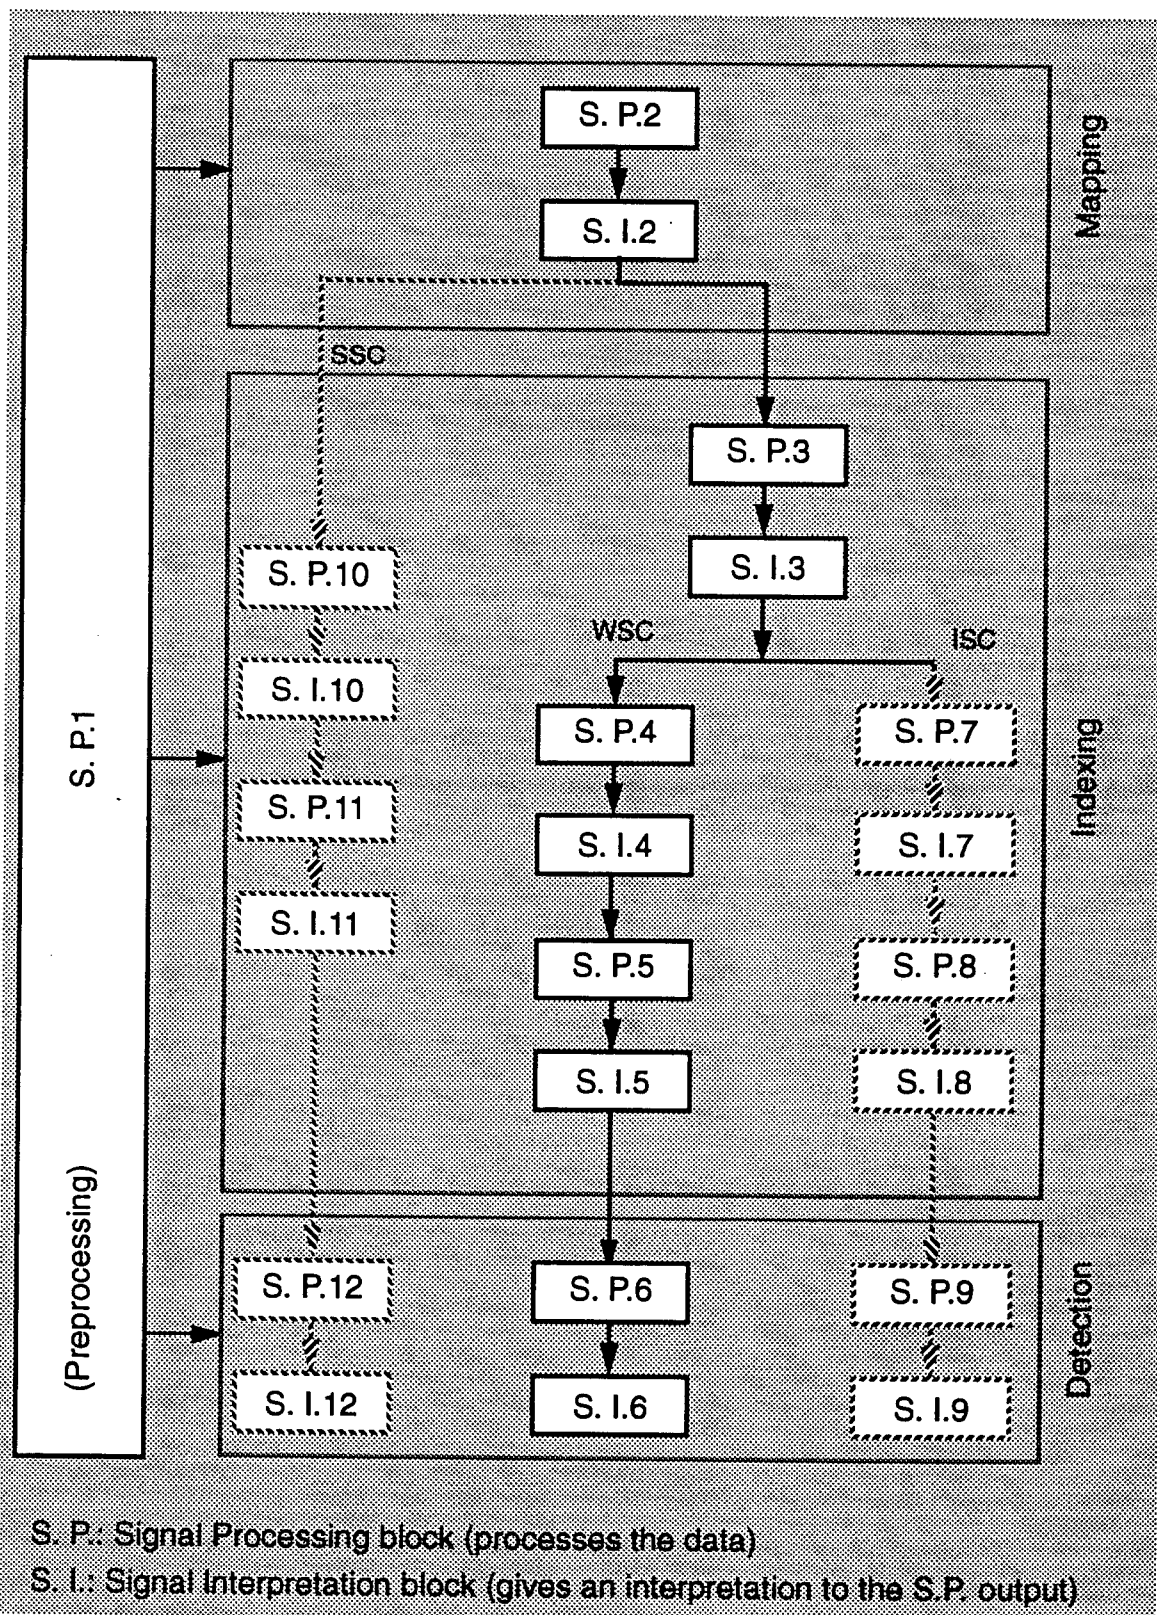 S. P.1
(Preprocessing)
Mapping
S. P.2
S. I.2
SSC
Indexing
S. P.3
S. I.3
WSC
ISC
S. P.10
S. I.10
S. P.11
S. I.11
S. P.4
S. I.4
S. P.5
S. I.5
S. P.7
S. I.7
S. P.8
S. I.8
Detection
S. P.12
S. I.12
S. P.6
S. I.6
S. P.9
S. I.9
S. P.: Signal Processing block (processes the data)
S. I.: Signal Interpretation block (gives an interpretation to the S.P. output)